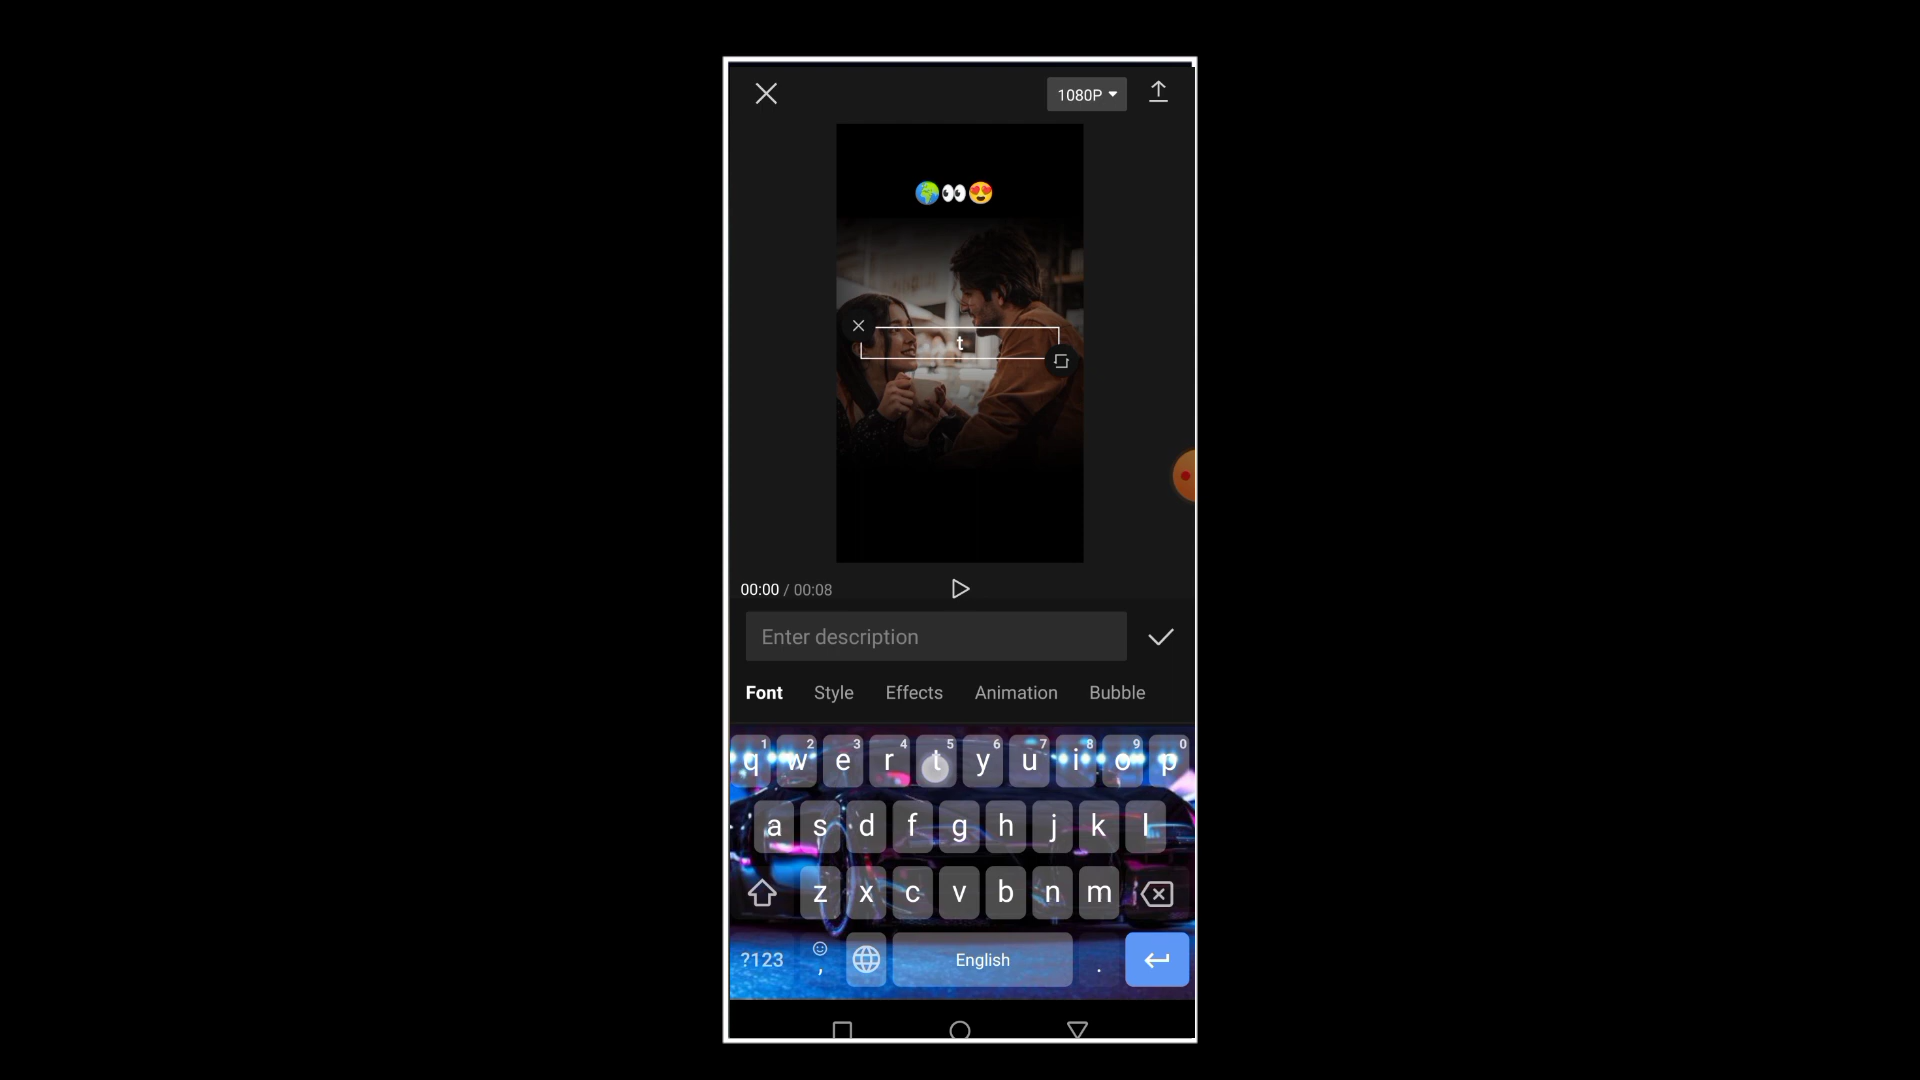 1080P
🌍👀😍
t
00:00 / 00:08
Enter description
Font Style Effects Animation Bubble
1 2 3 4 5 6 7 8 9 0
q w e r t y u i o p
a s d f g h j k l
z x c v b n m
?123 , English .